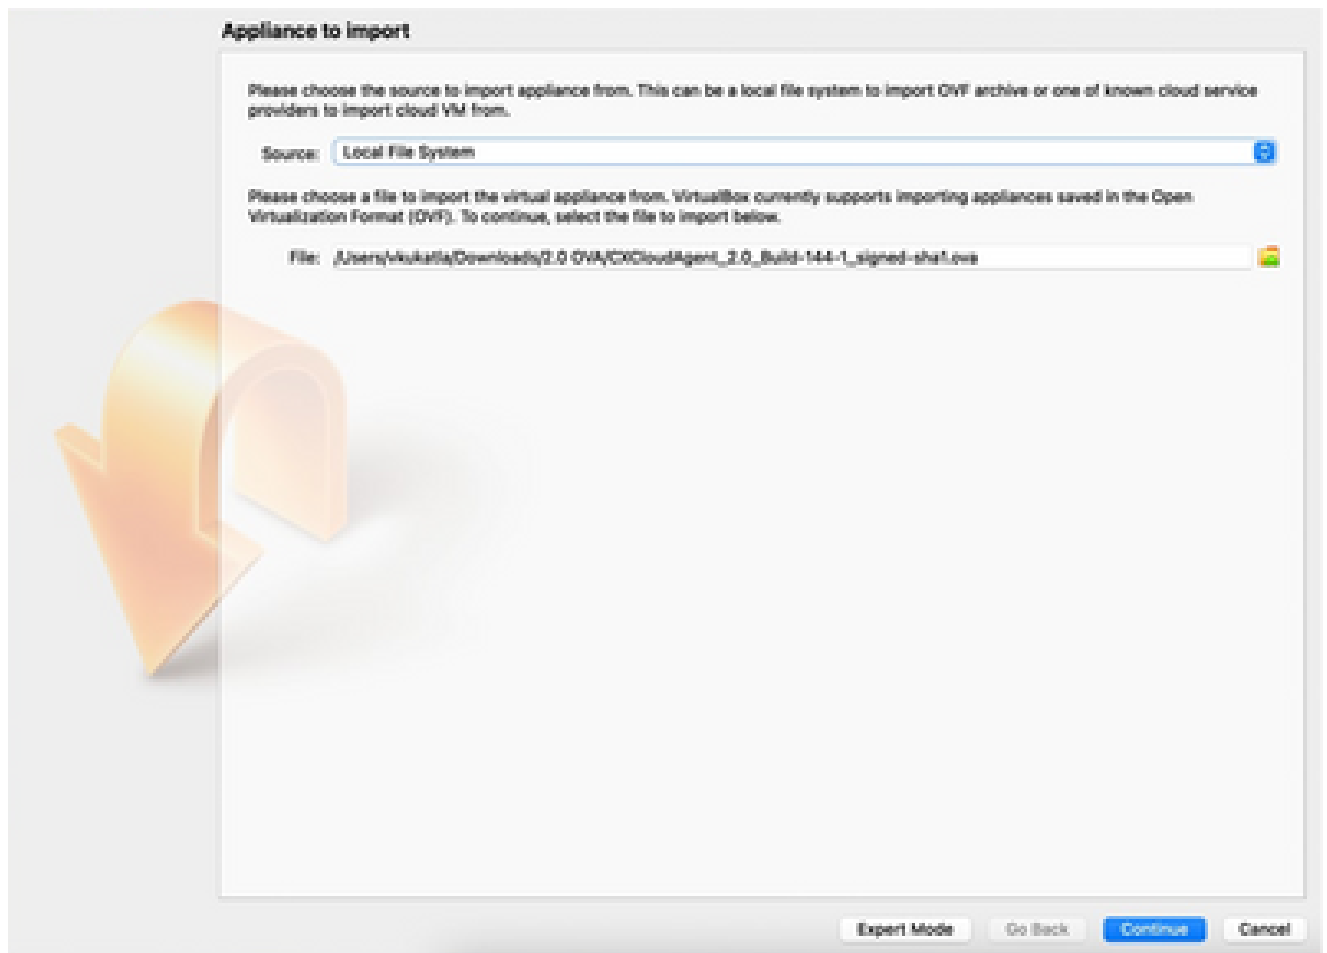 Appliance to import
Please choose the source to import appliance from. This can be a local file system to import OVF archive or one of known cloud service
providers to import cloud VM from.
Source: Local File System
Please choose a file to import the virtual appliance from. VirtualBox currently supports importing appliances saved in the Open
Virtualization Format (OVF). To continue, select the file to import below.
File: /Users/vkukatla/Downloads/2.0 OVA/CXCloudAgent_2.0_Build-144-1_signed-sha1.ova
Expert Mode Go Back Continue Cancel